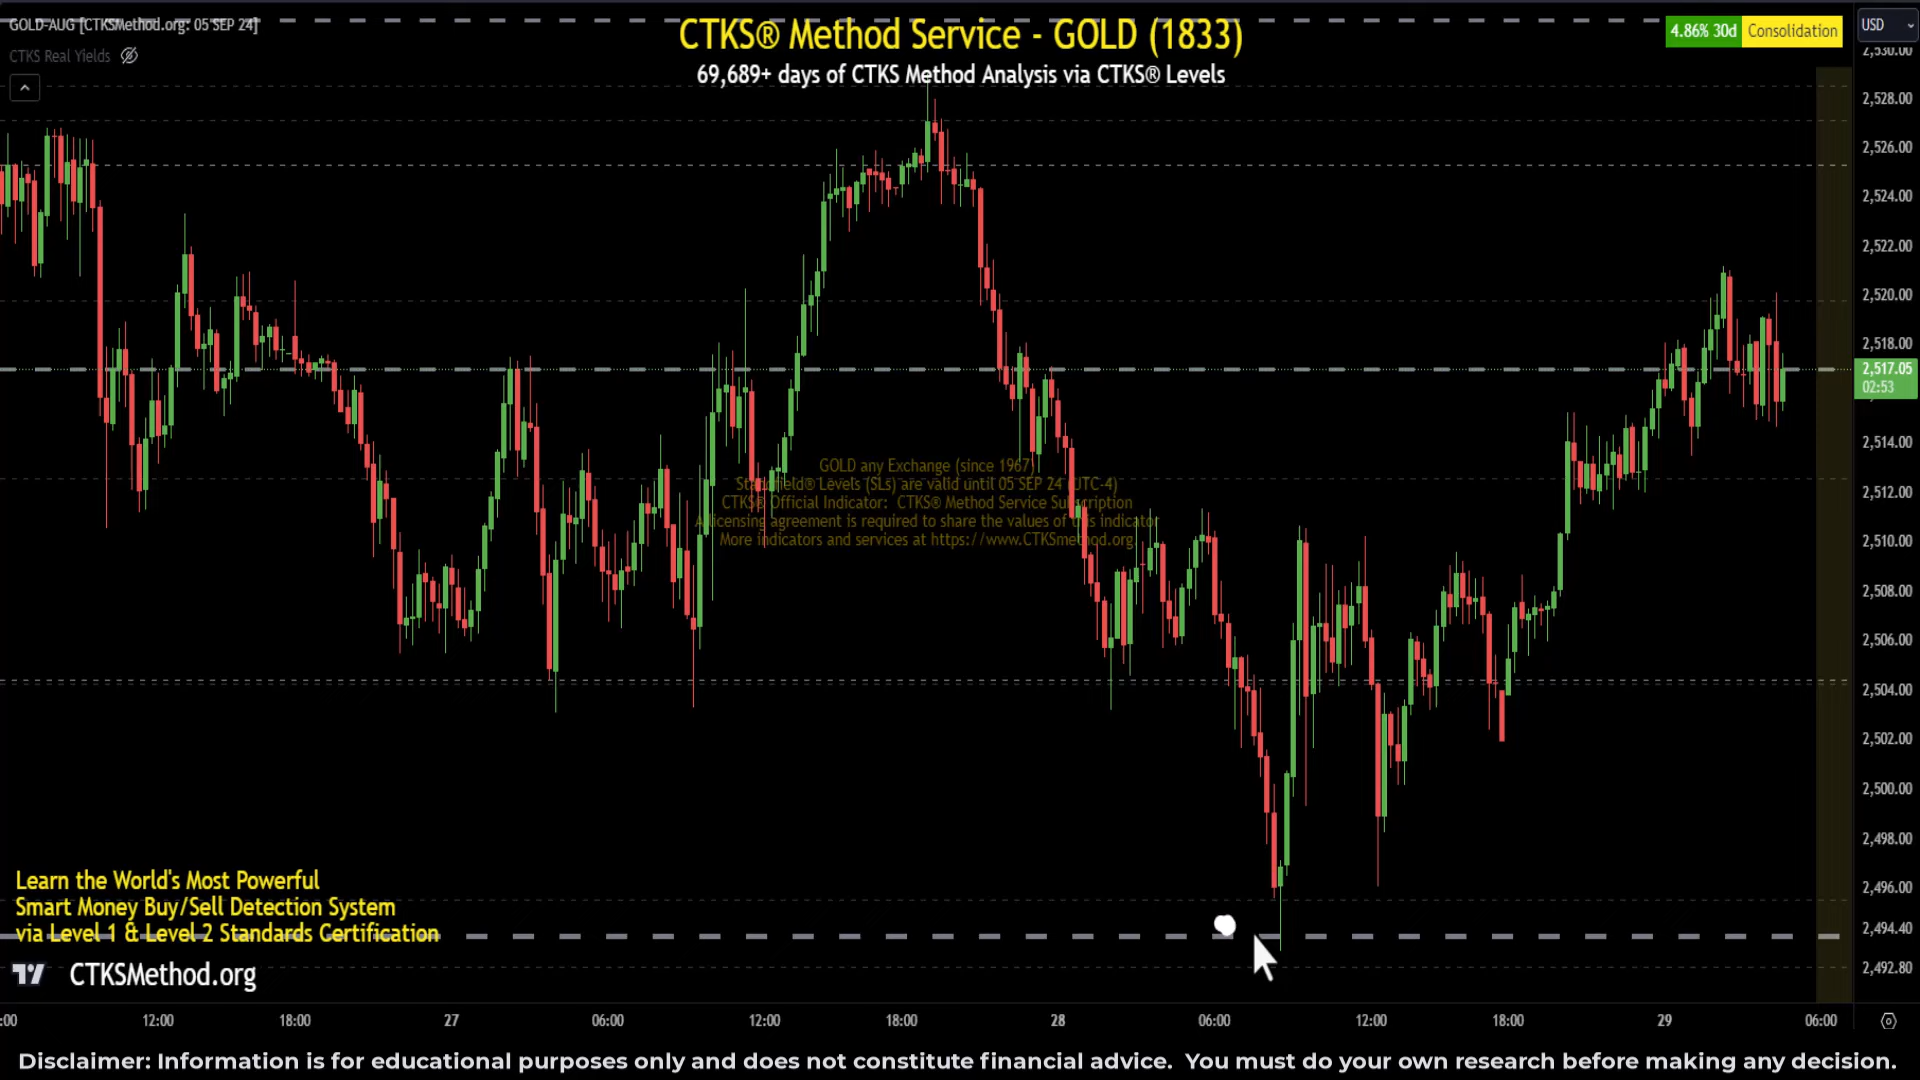 GOLD-AUG [CTKSMethod.org: 05 SEP 24]
CTKS Real Yields
CTKS® Method Service - GOLD (1833)
69,689+ days of CTKS Method Analysis via CTKS® Levels
4.86% 30d Consolidation
USD
2,530.00
2,528.00
2,526.00
2,524.00
2,522.00
2,520.00
2,518.00
2,517.05
02:53
2,514.00
2,512.00
2,510.00
2,508.00
2,506.00
2,504.00
2,502.00
2,500.00
2,498.00
2,496.00
2,494.40
2,492.80
GOLD any Exchange (since 1967)
Levels (SLs) are valid until 05 SEP 24 (UTC-4)
CTKS® Official Indicator: CTKS® Method Service Subscription
A licensing agreement is required to share the values of this indicator
More indicators and services at https://www.CTKSmethod.org
Learn the World's Most Powerful
Smart Money Buy/Sell Detection System
via Level 1 & Level 2 Standards Certification
CTKSMethod.org
:00 12:00 18:00 27 06:00 12:00 18:00 28 06:00 12:00 18:00 29 06:00
Disclaimer: Information is for educational purposes only and does not constitute financial advice. You must do your own research before making any decision.